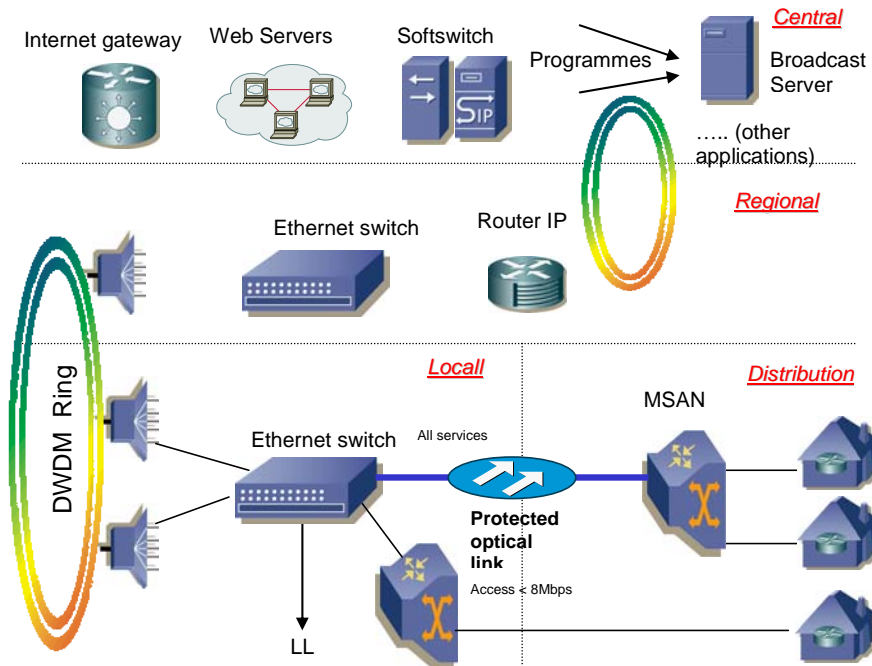 Internet gateway
Web Servers
Softswitch
Central
Programmes
Broadcast
Server
SIP
….. (other
applications)
Regional
Ethernet switch
Router IP
DWDM Ring
Locall
Distribution
MSAN
Ethernet switch
All services
Protected
optical
link
Access < 8Mbps
LL